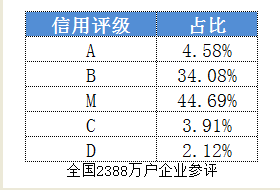 信用评级 占比
A 4.58%
B 34.08%
M 44.69%
C 3.91%
D 2.12%
全国2388万户企业参评